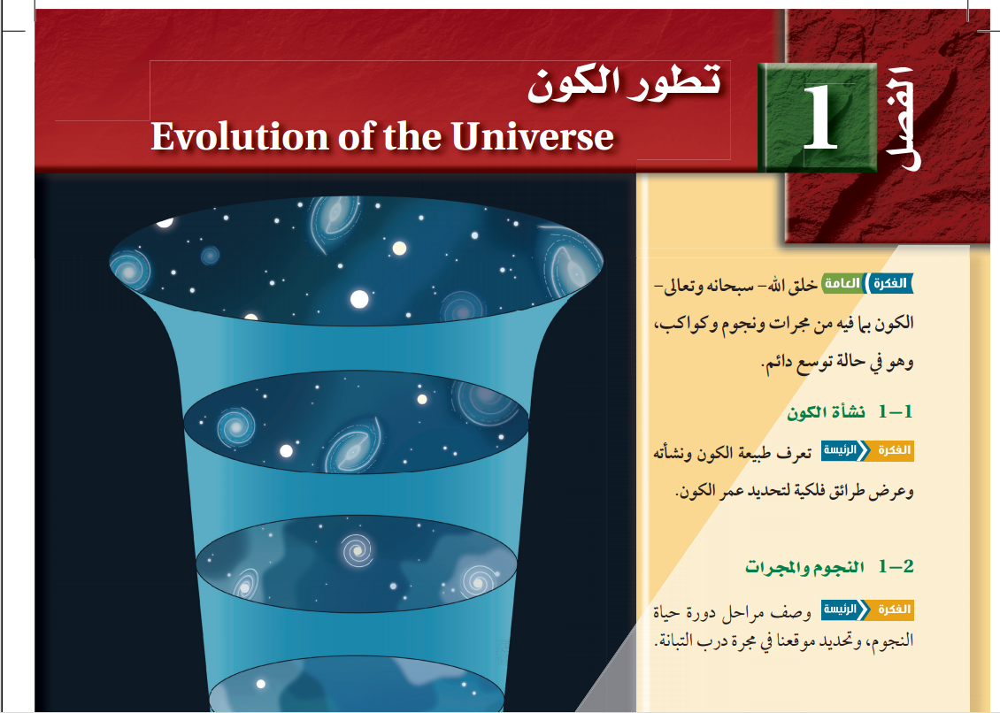 الفصل
1
تطور الكون
Evolution of the Universe
الفكرة العامة خلق الله- سبحانه وتعالى-
الكون بما فيه من مجرات ونجوم وكواكب،
وهو في حالة توسع دائم.
1-1 نشأة الكون
الفكرة الرئيسة تعرف طبيعة الكون ونشأته
وعرض طرائق فلكية لتحديد عمر الكون.
1-2 النجوم والمجرات
الفكرة الرئيسة وصف مراحل دورة حياة
النجوم، وتحديد موقعنا في مجرة درب التبانة.